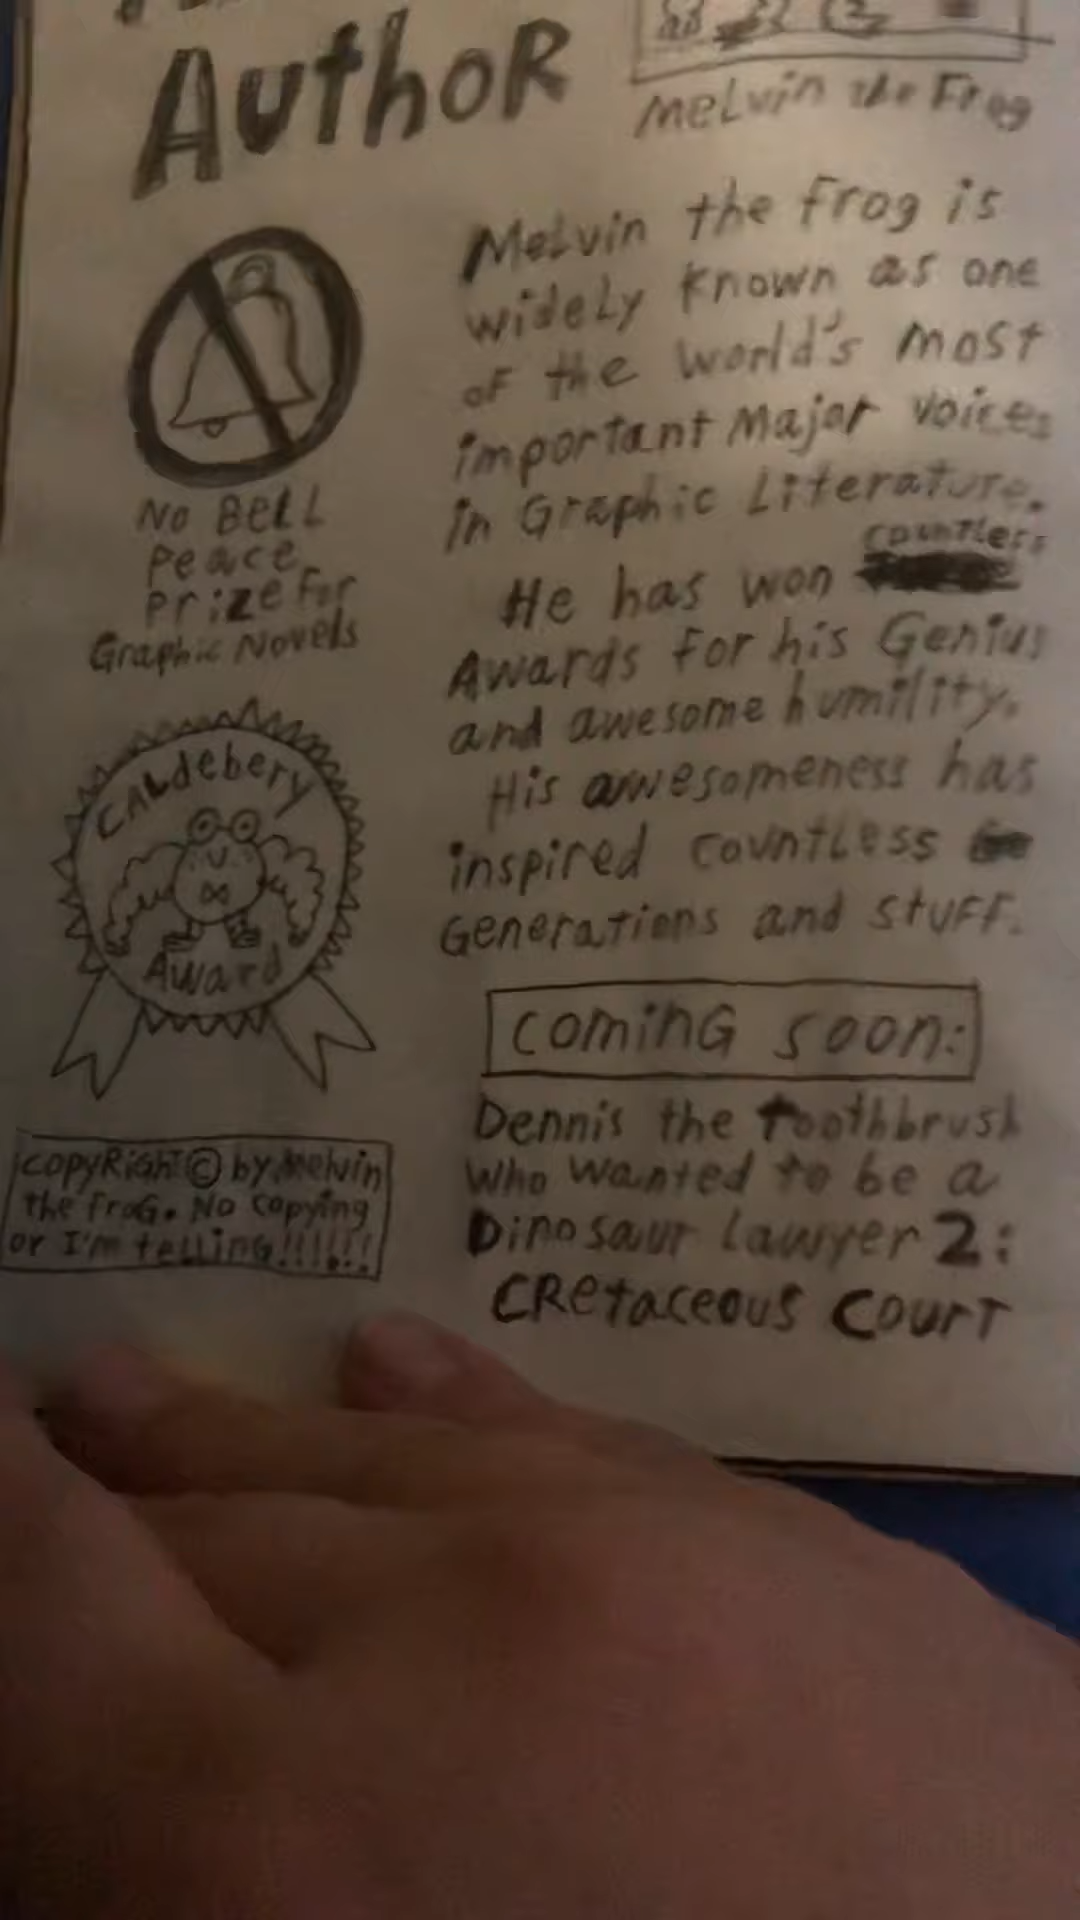 Author
Melvin the Frog
Melvin the frog is
widely known as one
of the world's most
important Major voices
in Graphic Literature.
countless
He has won
Awards for his Genius
and awesome humility.
His awesomeness has
inspired countless
Generations and stuff.
No Bell
Peace
Prize For
Graphic Novels
CALdebery
Award
copyRight © by Melvin
the froG. No copying
or I'm telling!!!!!!
coming soon:
Dennis the toothbrush
who wanted to be a
Dinosaur Lawyer 2:
CRetaceous Court